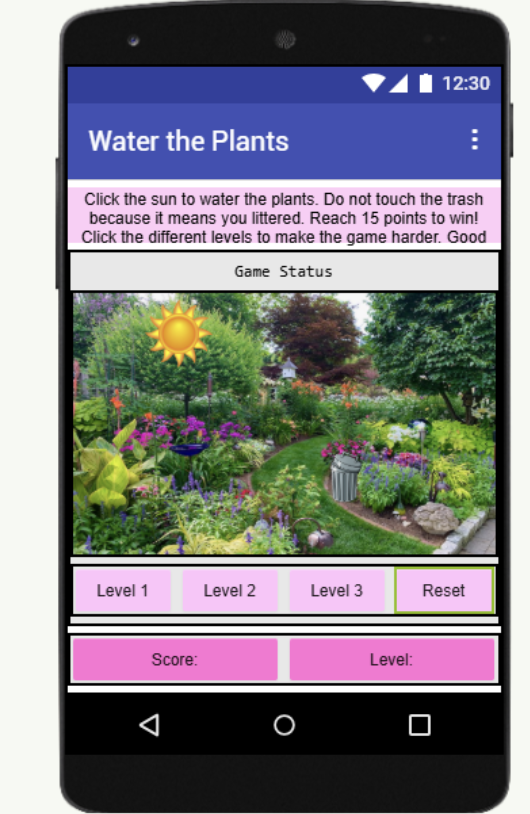 12:30
Water the Plants
Click the sun to water the plants. Do not touch the trash
because it means you littered. Reach 15 points to win!
Click the different levels to make the game harder. Good
Game Status
Level 1 Level 2 Level 3 Reset
Score: Level: